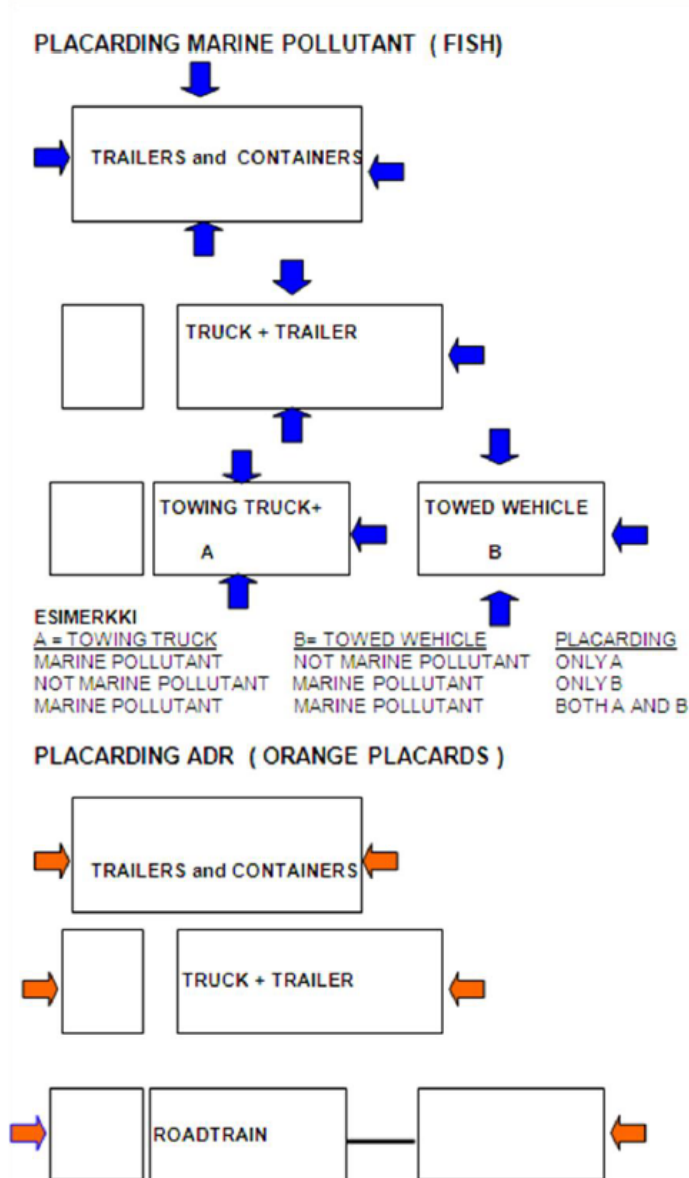 PLACARDING MARINE POLLUTANT ( FISH)
TRAILERS and CONTAINERS
TRUCK + TRAILER
TOWING TRUCK+
A
TOWED WEHICLE
B
ESIMERKKI
A = TOWING TRUCK B= TOWED WEHICLE PLACARDING
MARINE POLLUTANT NOT MARINE POLLUTANT ONLY A
NOT MARINE POLLUTANT MARINE POLLUTANT ONLY B
MARINE POLLUTANT MARINE POLLUTANT BOTH A AND B
PLACARDING ADR ( ORANGE PLACARDS )
TRAILERS and CONTAINERS
TRUCK + TRAILER
ROADTRAIN